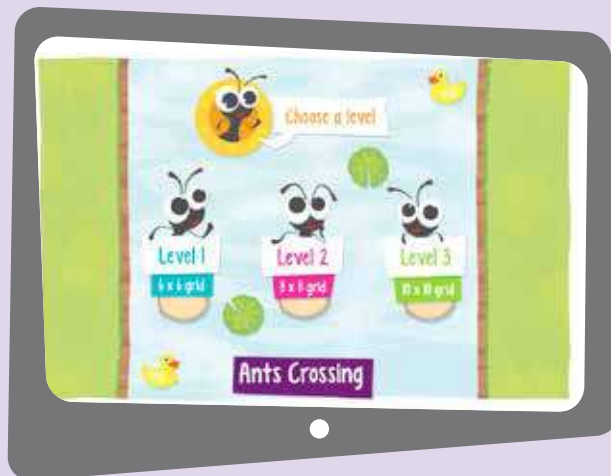 Choose a level
Level 1
6 x 6 grid
Level 2
8 x 8 grid
Level 3
10 x 10 grid
Ants Crossing